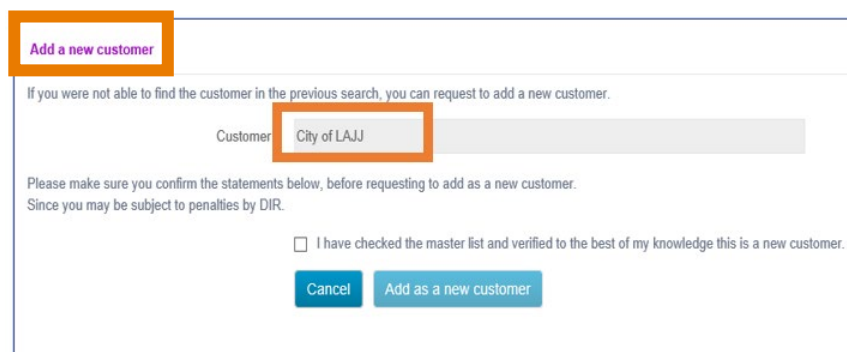 Add a new customer
If you were not able to find the customer in the previous search, you can request to add a new customer.
Customer City of LAJJ
Please make sure you confirm the statements below, before requesting to add as a new customer.
Since you may be subject to penalties by DIR.
I have checked the master list and verified to the best of my knowledge this is a new customer.
Cancel Add as a new customer